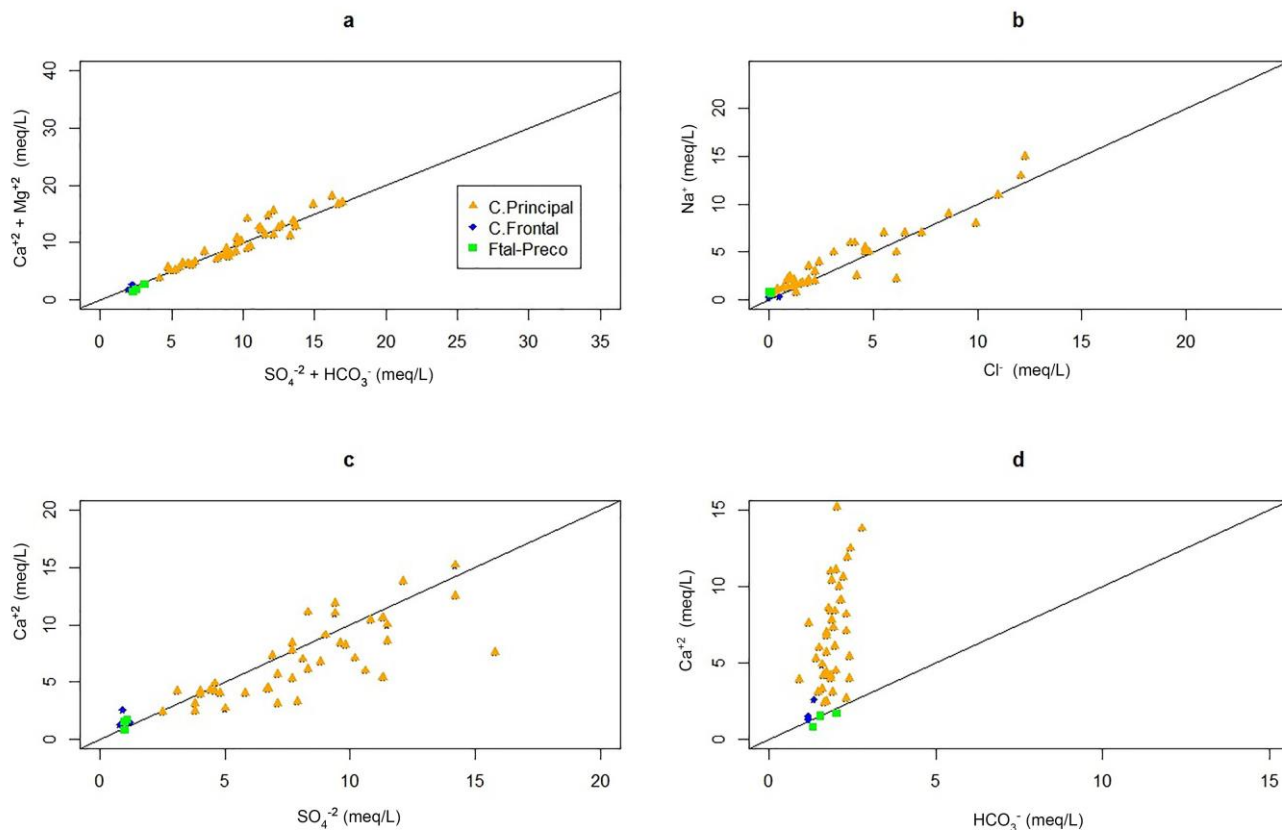 a
Ca⁺² + Mg⁺² (meq/L)
40
30
20
10
0
C.Principal
C.Frontal
Ftal-Preco
0 5 10 15 20 25 30 35
SO₄⁻² + HCO₃⁻ (meq/L)
b
Na⁺ (meq/L)
20
15
10
5
0
0 5 10 15 20
Cl⁻ (meq/L)
c
Ca⁺² (meq/L)
20
15
10
5
0
0 5 10 15 20
SO₄⁻² (meq/L)
d
Ca⁺² (meq/L)
15
10
5
0
0 5 10 15
HCO₃⁻ (meq/L)